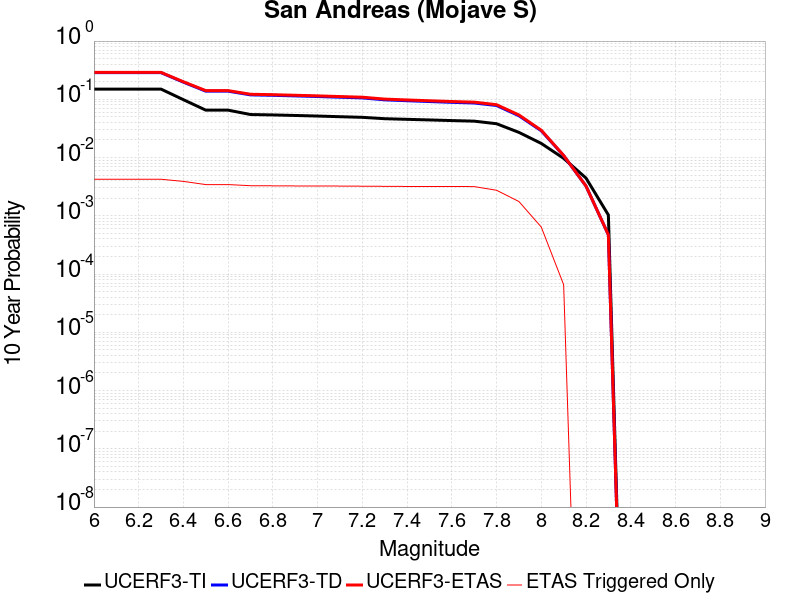 San Andreas (Mojave S)
10 0
10 -1
10 -2
10 -3
10 -4
10 -5
10 -6
10 -7
10 -8
10 Year Probability
6 6.2 6.4 6.6 6.8 7 7.2 7.4 7.6 7.8 8 8.2 8.4 8.6 8.8 9
Magnitude
UCERF3-TI UCERF3-TD UCERF3-ETAS ETAS Triggered Only